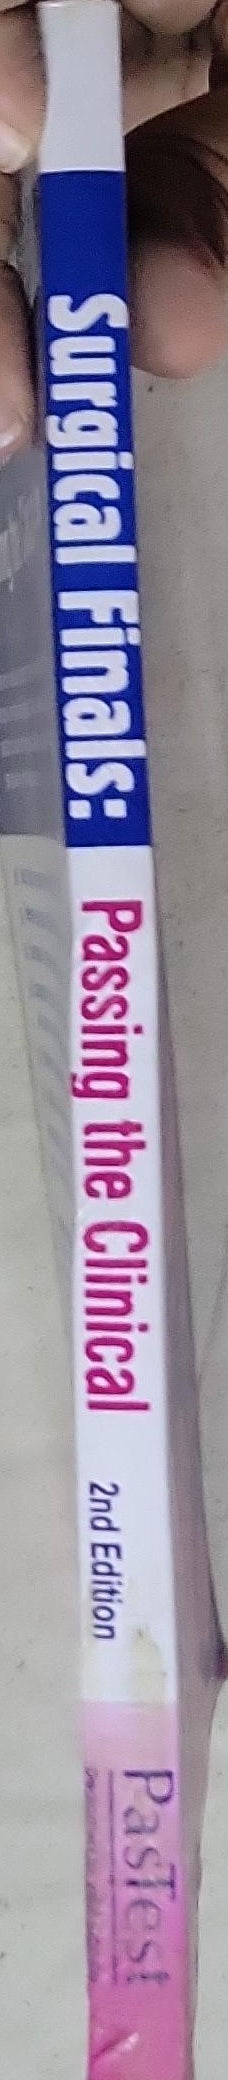 Surgical Finals:
Passing the Clinical
2nd Edition
PasTest